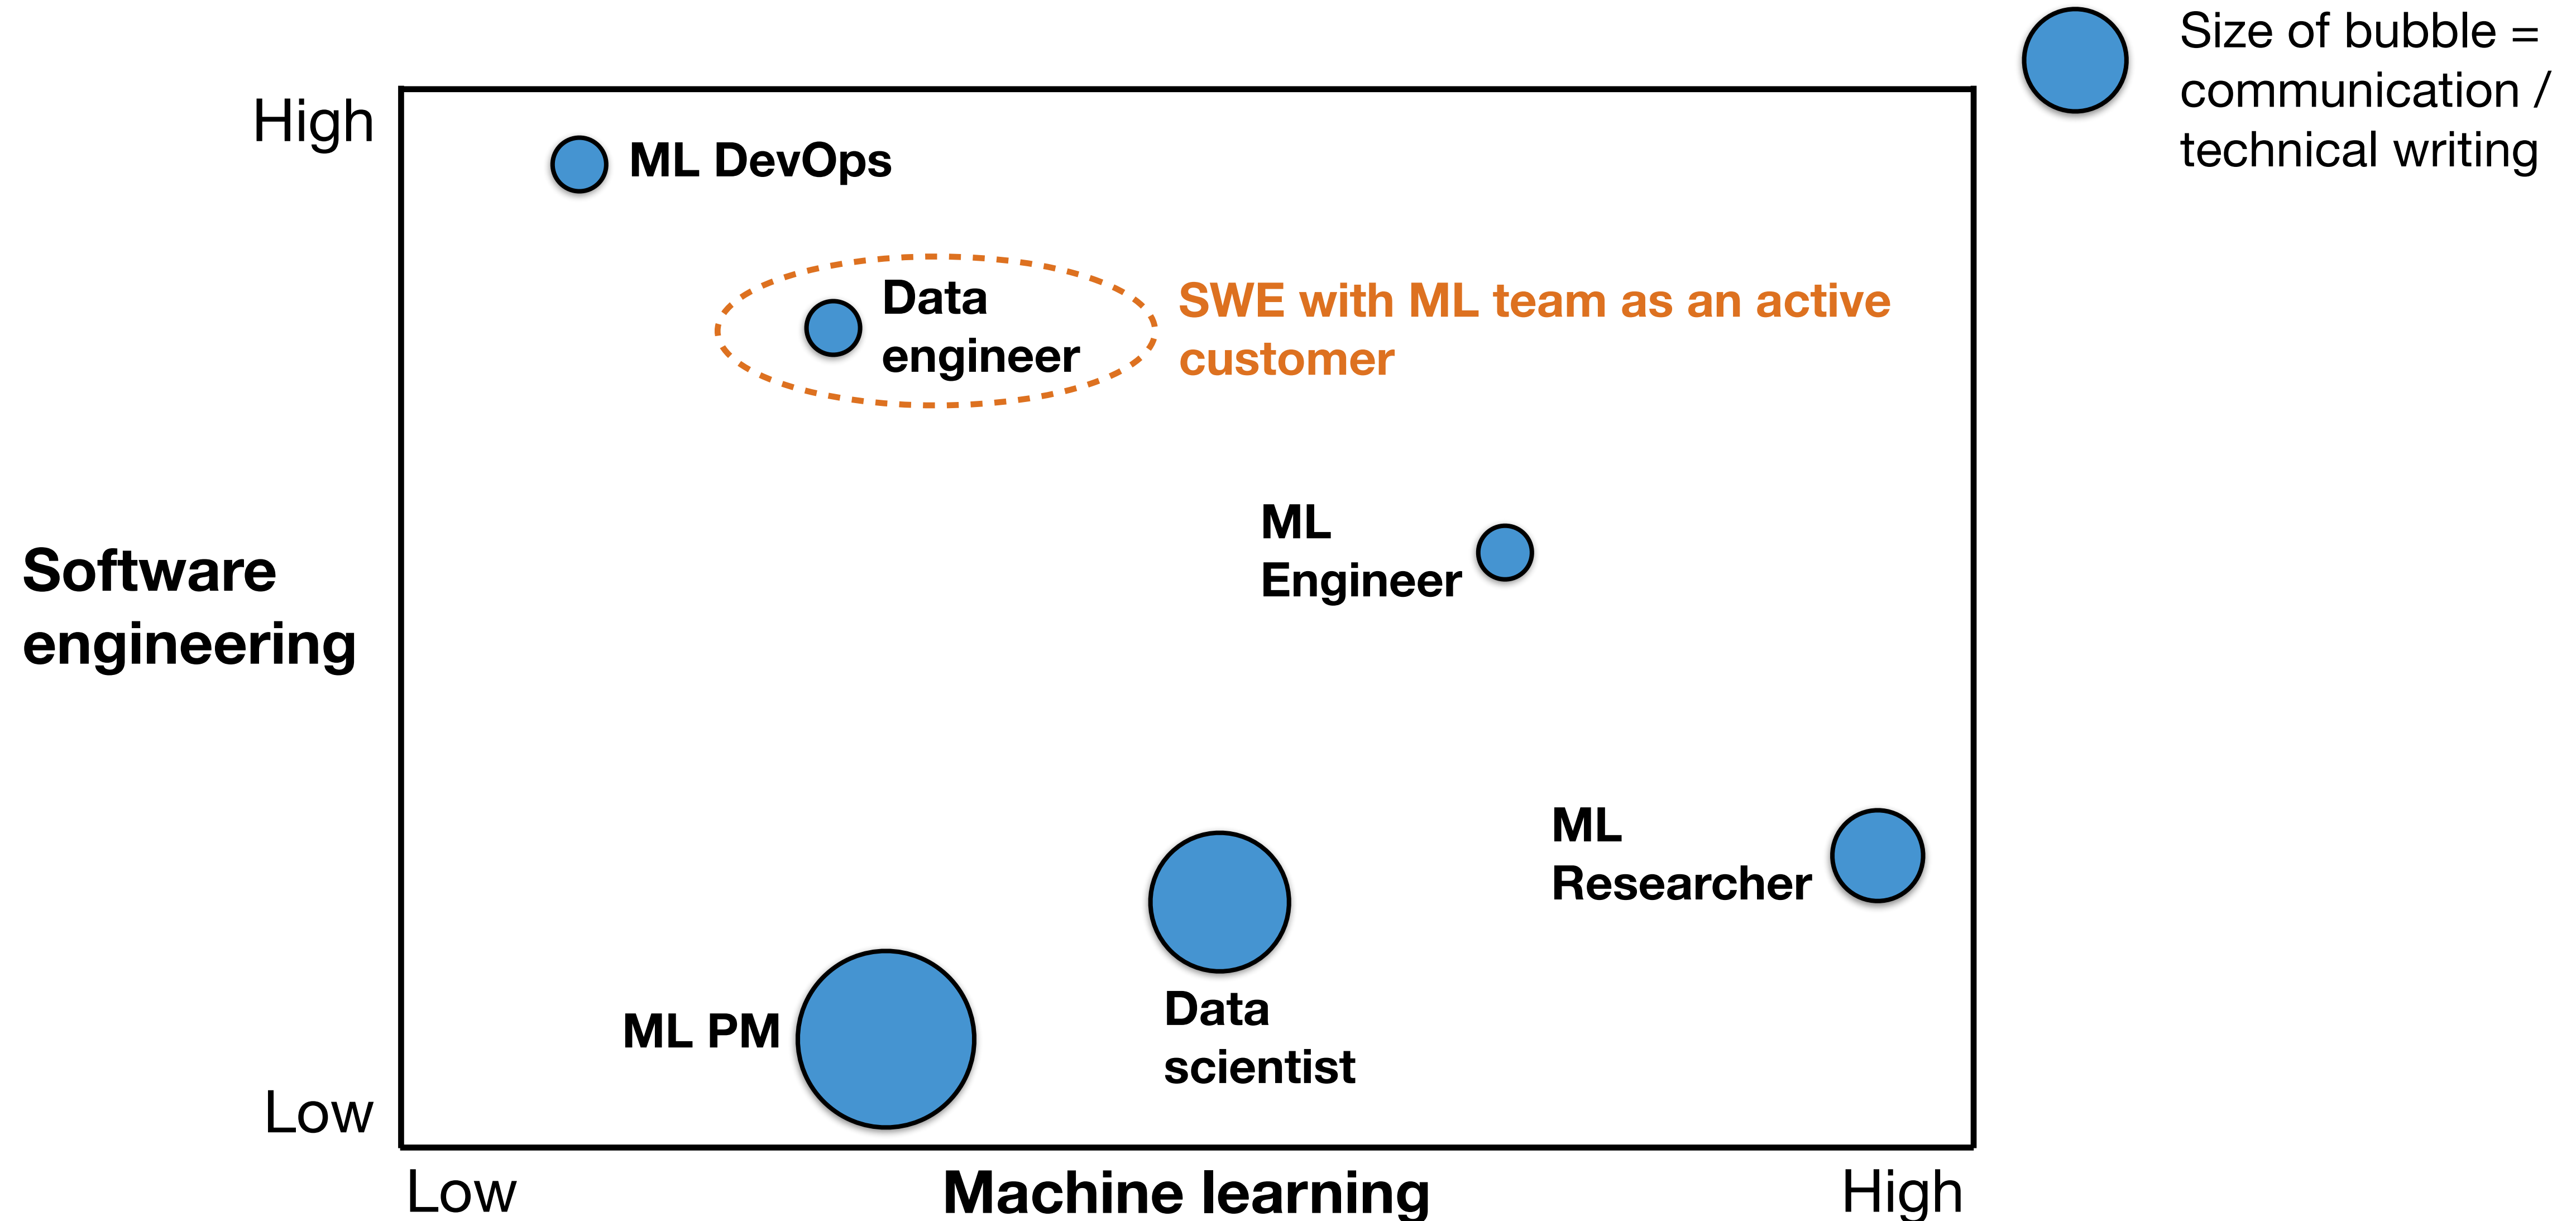 Size of bubble =
communication /
technical writing
High
ML DevOps
Data
engineer
SWE with ML team as an active
customer
ML
Engineer
Software
engineering
ML
Researcher
Data
scientist
ML PM
Low
Low
Machine learning
High